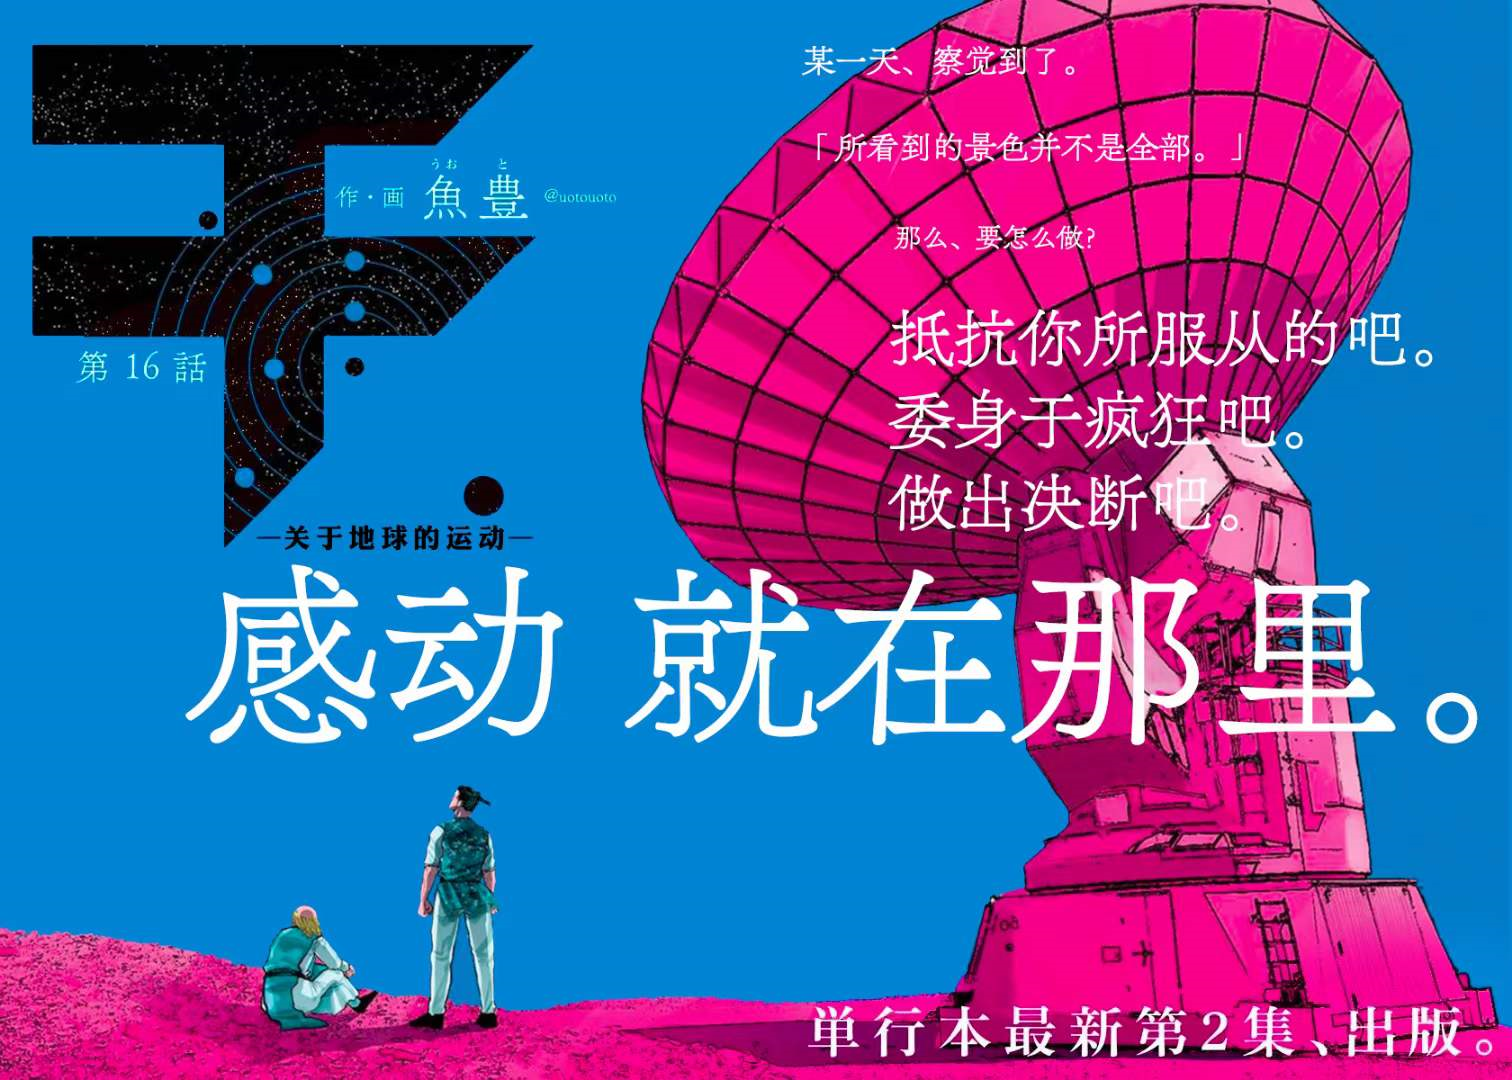 チ。
作・画 魚豊 @uotouoto
うお と
第 16 話
—关于地球的运动—
某一天、察觉到了。
「所看到的景色并不是全部。」
那么、要怎么做?
抵抗你所服从的吧。
委身于疯狂吧。
做出决断吧。
感动 就在那里。
単行本最新第2集、出版。